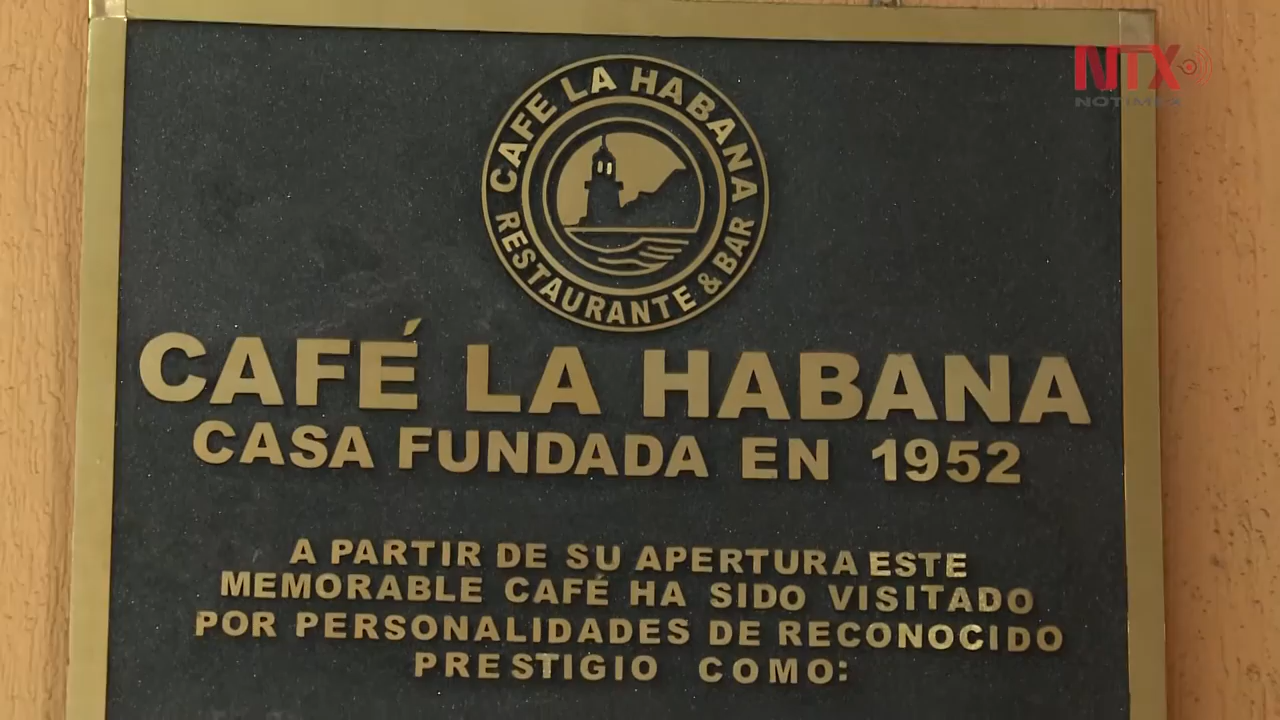 NTX
NOTIMEX
CAFE LA HABANA
RESTAURANTE & BAR
CAFÉ LA HABANA
CASA FUNDADA EN 1952
A PARTIR DE SU APERTURA ESTE
MEMORABLE CAFÉ HA SIDO VISITADO
POR PERSONALIDADES DE RECONOCIDO
PRESTIGIO COMO: